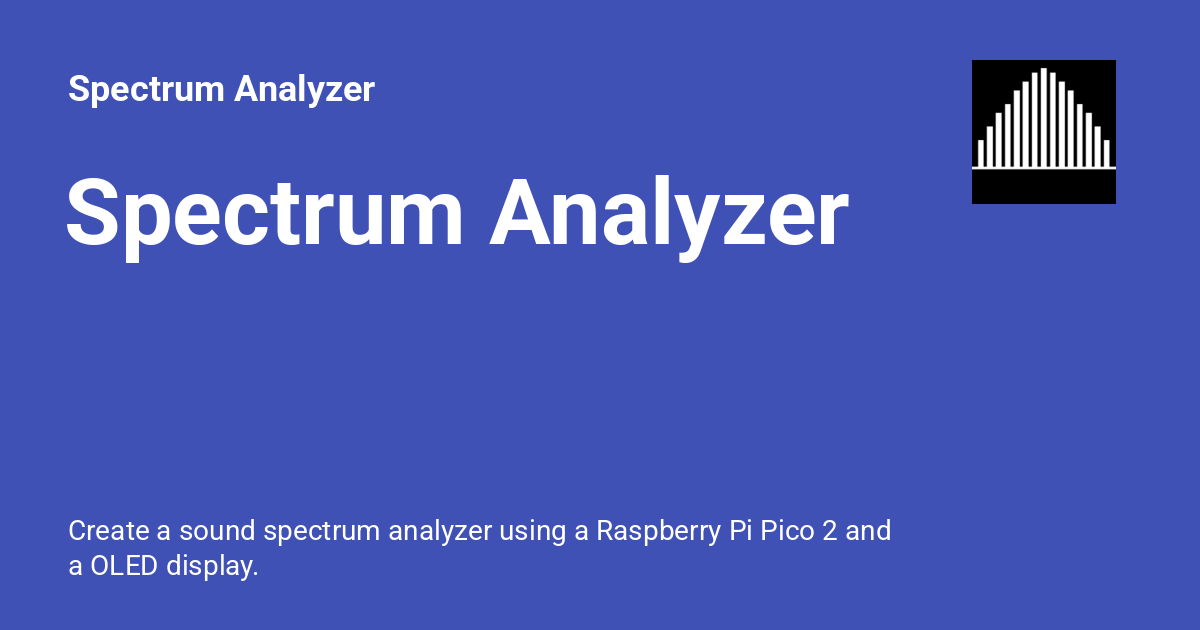 Spectrum Analyzer
Spectrum Analyzer
Create a sound spectrum analyzer using a Raspberry Pi Pico 2 and
a OLED display.